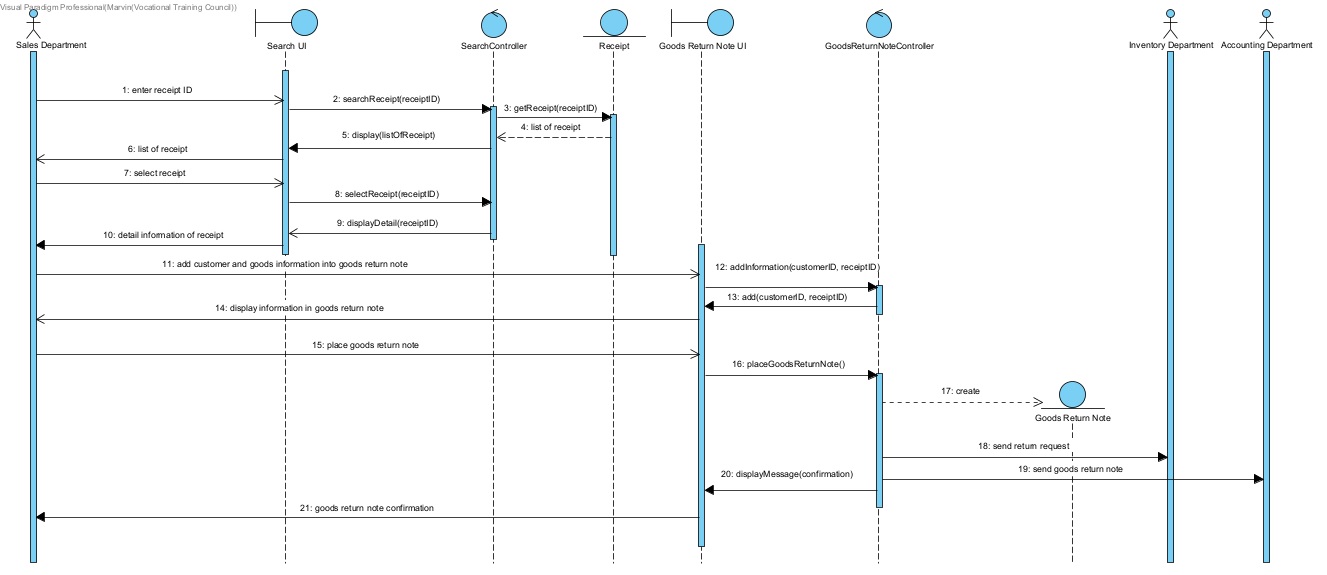 Visual Paradigm Professional(Marvin(Vocational Training Council))
Sales Department
Search UI
SearchController
Receipt
Goods Return Note UI
GoodsReturnNoteController
Inventory Department
Accounting Department
1: enter receipt ID
2: searchReceipt(receiptID)
3: getReceipt(receiptID)
4: list of receipt
5: display(listOfReceipt)
6: list of receipt
7: select receipt
8: selectReceipt(receiptID)
9: displayDetail(receiptID)
10: detail information of receipt
11: add customer and goods information into goods return note
12: addInformation(customerID, receiptID)
13: add(customerID, receiptID)
14: display information in goods return note
15: place goods return note
16: placeGoodsReturnNote()
17: create
Goods Return Note
18: send return request
19: send goods return note
20: displayMessage(confirmation)
21: goods return note confirmation